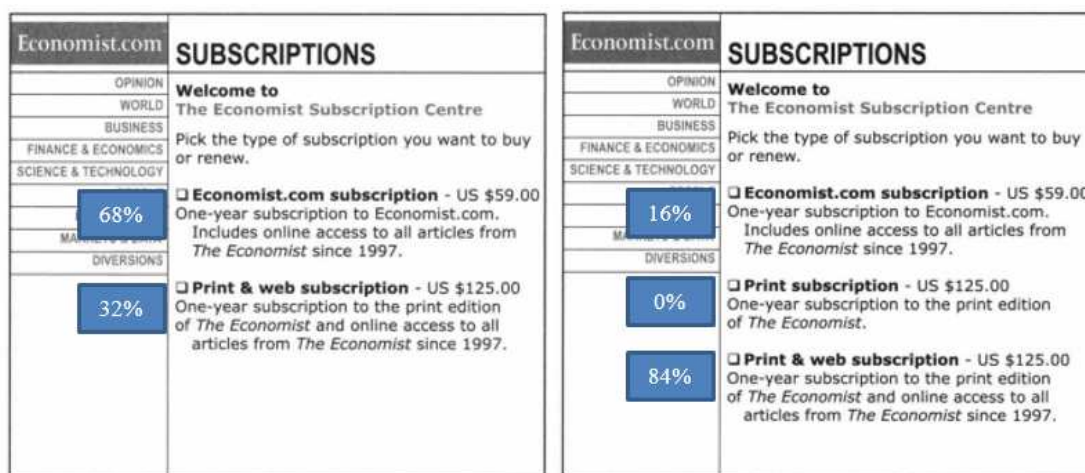 Economist.com
SUBSCRIPTIONS
OPINION
WORLD
BUSINESS
FINANCE & ECONOMICS
SCIENCE & TECHNOLOGY
DIVERSIONS
68%
32%
Welcome to
The Economist Subscription Centre
Pick the type of subscription you want to buy
or renew.
❑ Economist.com subscription - US $59.00
One-year subscription to Economist.com.
Includes online access to all articles from
The Economist since 1997.
❑ Print & web subscription - US $125.00
One-year subscription to the print edition
of The Economist and online access to all
articles from The Economist since 1997.
Economist.com
SUBSCRIPTIONS
OPINION
WORLD
BUSINESS
FINANCE & ECONOMICS
SCIENCE & TECHNOLOGY
DIVERSIONS
16%
0%
84%
Welcome to
The Economist Subscription Centre
Pick the type of subscription you want to buy
or renew.
❑ Economist.com subscription - US $59.00
One-year subscription to Economist.com.
Includes online access to all articles from
The Economist since 1997.
❑ Print subscription - US $125.00
One-year subscription to the print edition
of The Economist.
❑ Print & web subscription - US $125.00
One-year subscription to the print edition
of The Economist and online access to all
articles from The Economist since 1997.